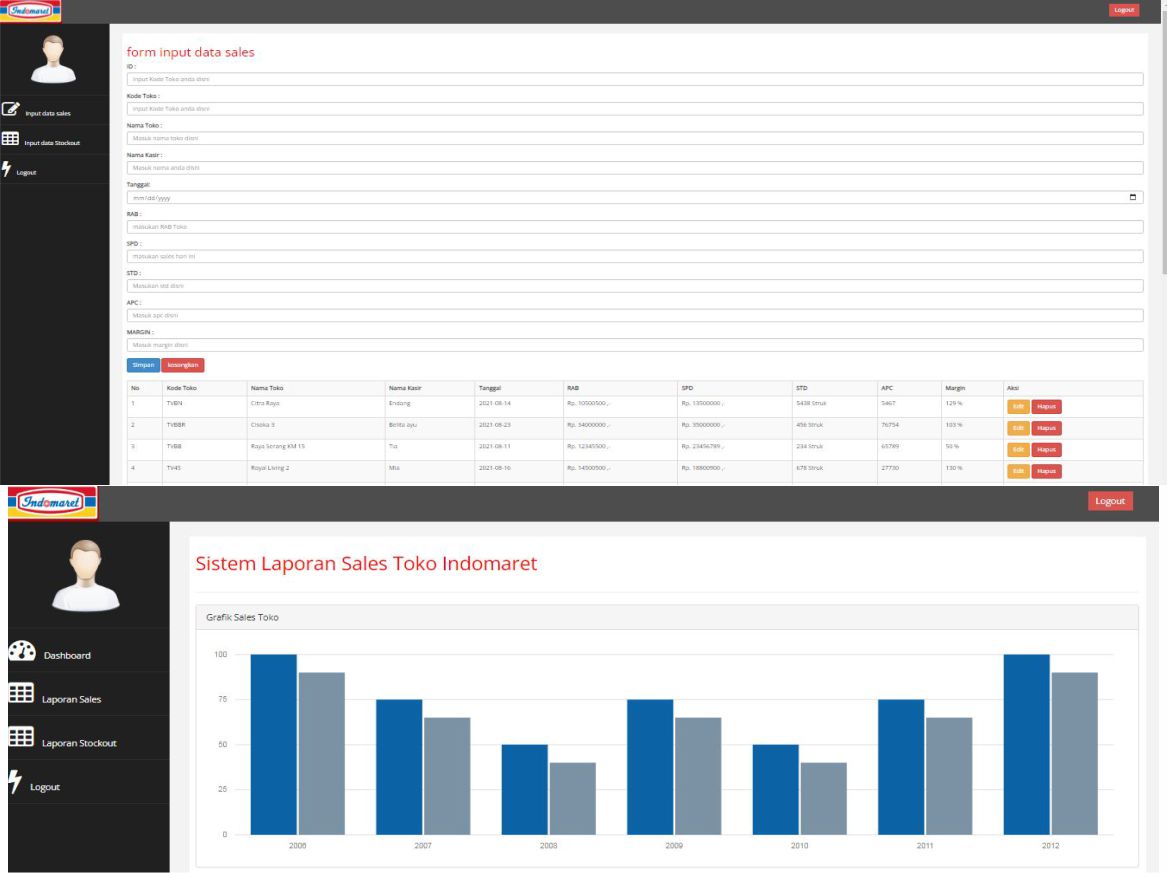 Indomaret
Logout
Input data sales
Input data Stockout
Logout
form input data sales
ID :
Input Kode Toko anda disni
Kode Toko :
Input Kode Toko anda disni
Nama Toko :
Masuk nama toko disni
Nama Kasir :
Masuk nama anda disni
Tanggal:
mm/dd/yyyy
RAB :
masukan RAB Toko
SPD :
masukan sales hari ini
STD :
Masukan std disni
APC :
Masuk apc disni
MARGIN :
Masuk margin disni
Simpan kosongkan
No Kode Toko Nama Toko Nama Kasir Tanggal RAB SPD STD APC Margin Aksi
1 TVBN Citra Raya Endang 2021-08-14 Rp. 10500500 ,- Rp. 13500000 ,- 5438 Struk 5467 129 % Edit Hapus
2 TVBBR Cisoka 3 Belita ayu 2021-08-23 Rp. 34000000 ,- Rp. 35000000 ,- 456 Struk 76754 103 % Edit Hapus
3 TVBB Raya Serang KM 15 Tia 2021-08-11 Rp. 12345500 ,- Rp. 23456789 ,- 234 Struk 65789 50 % Edit Hapus
4 TV4S Royal Living 2 Mia 2021-08-16 Rp. 14500500 ,- Rp. 18800900 ,- 678 Struk 27730 130 % Edit Hapus
Indomaret
Logout
Dashboard
Laporan Sales
Laporan Stockout
Logout
Sistem Laporan Sales Toko Indomaret
Grafik Sales Toko
100
75
50
25
0
2006 2007 2008 2009 2010 2011 2012